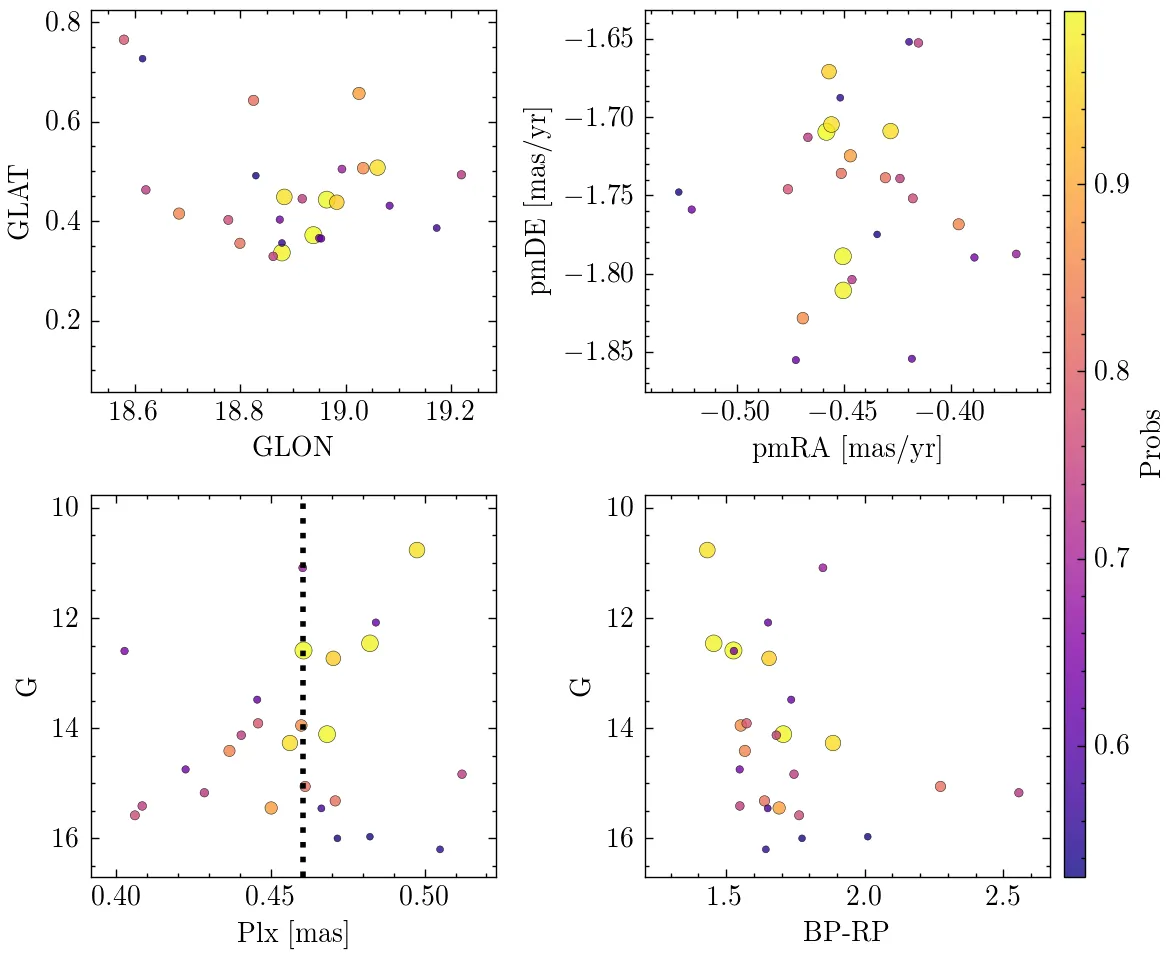 0.8
0.6
0.4
0.2
GLAT
18.6 18.8 19.0 19.2
GLON
−1.65
−1.70
−1.75
−1.80
−1.85
pmDE [mas/yr]
−0.50 −0.45 −0.40
pmRA [mas/yr]
0.9
0.8
0.7
0.6
Probs
10
12
14
16
G
0.40 0.45 0.50
Plx [mas]
10
12
14
16
G
1.5 2.0 2.5
BP-RP